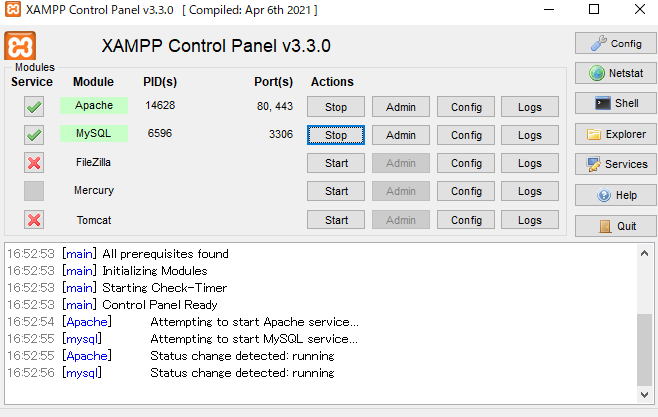 XAMPP Control Panel v3.3.0 [ Compiled: Apr 6th 2021 ]
XAMPP Control Panel v3.3.0
Config
Modules
Service Module PID(s) Port(s) Actions
Netstat
Apache 14628 80, 443 Stop Admin Config Logs
Shell
MySQL 6596 3306 Stop Admin Config Logs
Explorer
FileZilla Start Admin Config Logs
Services
Mercury Start Admin Config Logs
Help
Tomcat Start Admin Config Logs
Quit
16:52:53 [main] All prerequisites found
16:52:53 [main] Initializing Modules
16:52:53 [main] Starting Check-Timer
16:52:53 [main] Control Panel Ready
16:52:54 [Apache] Attempting to start Apache service...
16:52:55 [mysql] Attempting to start MySQL service...
16:52:55 [Apache] Status change detected: running
16:52:56 [mysql] Status change detected: running